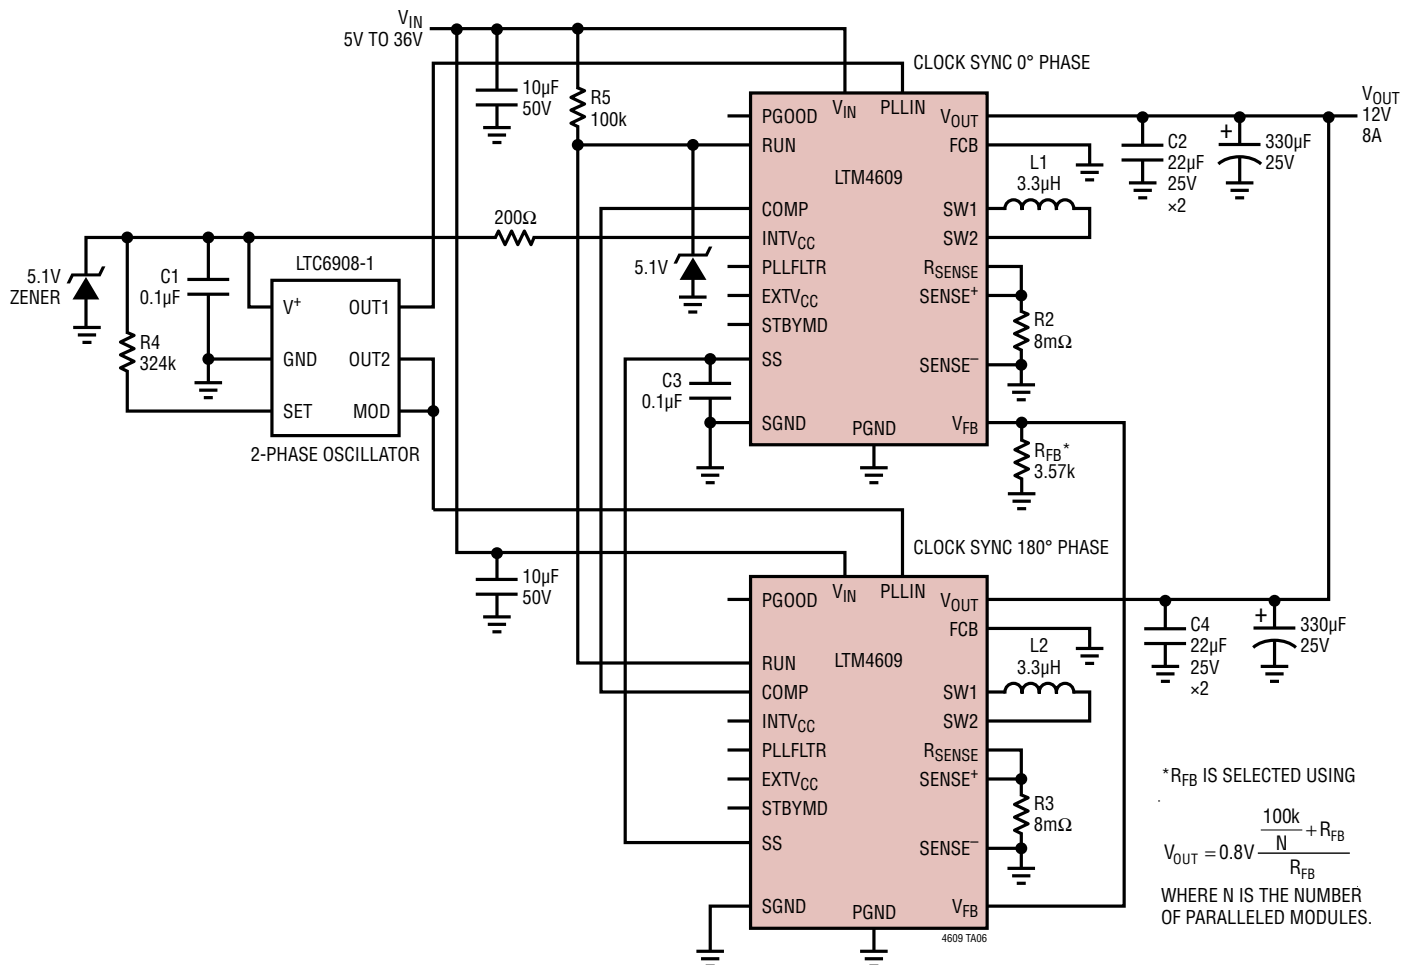 VIN
5V TO 36V
10µF
50V
R5
100k
CLOCK SYNC 0° PHASE
PGOOD
VIN
PLLIN
VOUT
RUN
FCB
LTM4609
COMP
SW1
INTVCC
SW2
PLLFLTR
RSENSE
EXTVCC
SENSE+
STBYMD
SS
SENSE–
SGND
PGND
VFB
L1
3.3µH
C2
22µF
25V
×2
+
330µF
25V
VOUT
12V
8A
200Ω
5.1V
5.1V
ZENER
C1
0.1µF
R4
324k
LTC6908-1
V+
OUT1
GND
OUT2
SET
MOD
2-PHASE OSCILLATOR
C3
0.1µF
R2
8mΩ
RFB*
3.57k
10µF
50V
CLOCK SYNC 180° PHASE
PGOOD
VIN
PLLIN
VOUT
FCB
RUN
LTM4609
COMP
SW1
INTVCC
SW2
PLLFLTR
RSENSE
EXTVCC
SENSE+
STBYMD
SS
SENSE–
SGND
PGND
VFB
L2
3.3µH
R3
8mΩ
C4
22µF
25V
×2
+
330µF
25V
4609 TA06
*RFB IS SELECTED USING
VOUT = 0.8V (100k/N + RFB)/RFB
WHERE N IS THE NUMBER
OF PARALLELED MODULES.